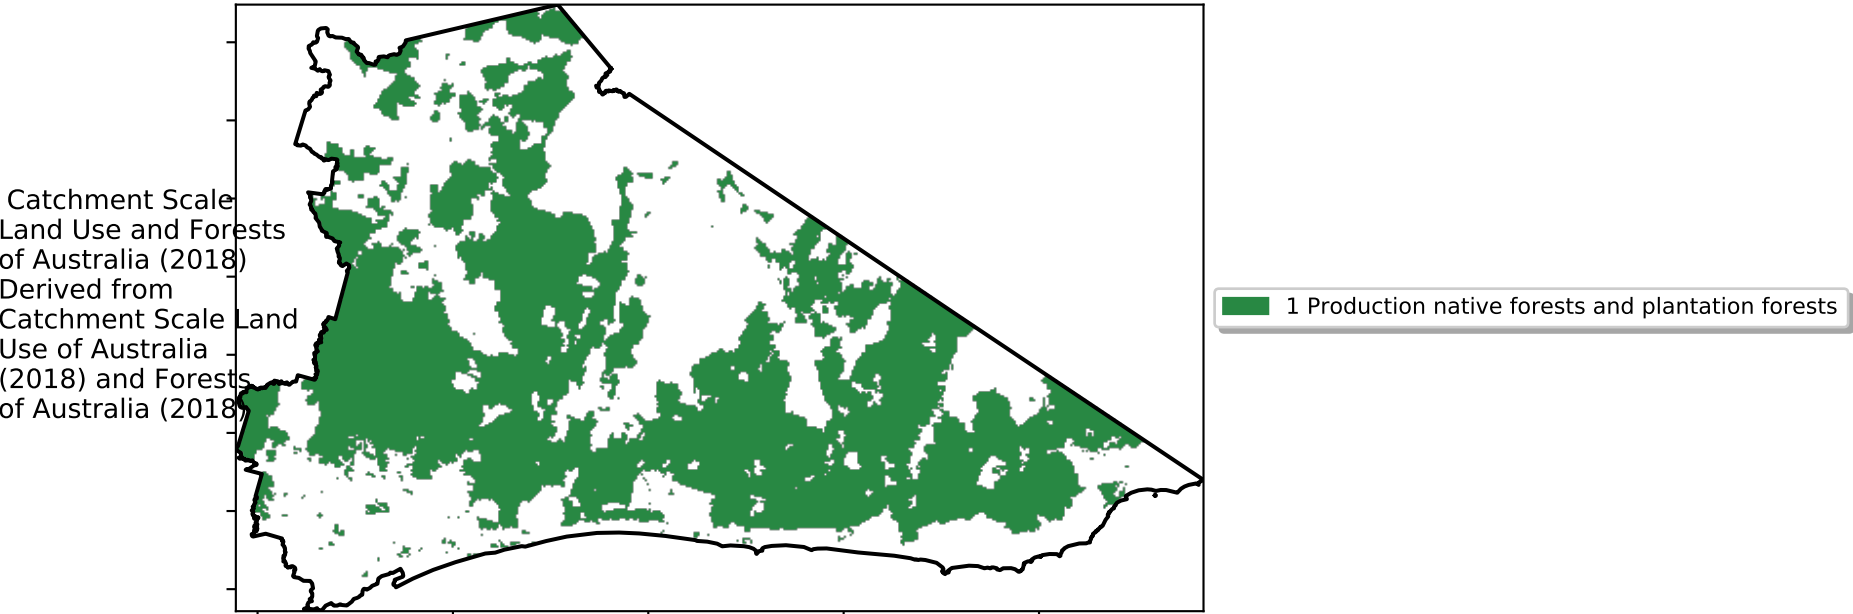 Catchment Scale
Land Use and Forests
of Australia (2018)
Derived from
Catchment Scale Land
Use of Australia
(2018) and Forests
of Australia (2018)
1 Production native forests and plantation forests